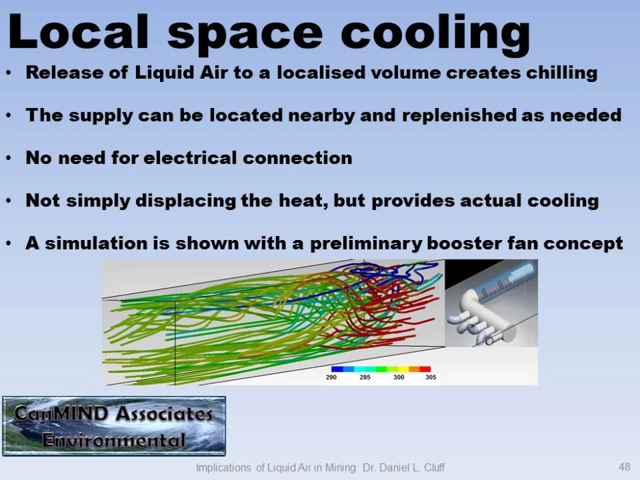 Local space cooling
• Release of Liquid Air to a localised volume creates chilling
• The supply can be located nearby and replenished as needed
• No need for electrical connection
• Not simply displacing the heat, but provides actual cooling
• A simulation is shown with a preliminary booster fan concept
290 295 300 305
CanMIND Associates
Environmental
Implications of Liquid Air in Mining Dr. Daniel L. Cluff
48